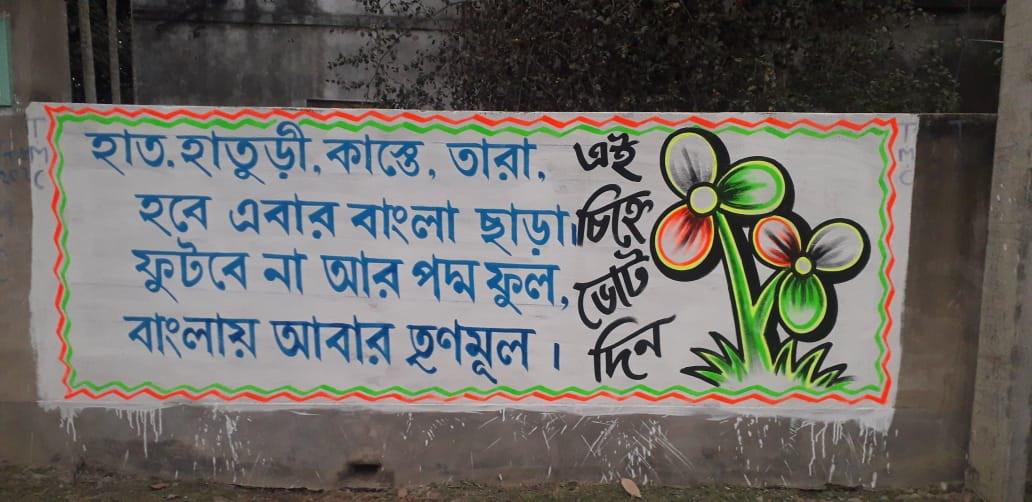 হাত, হাতুড়ী, কাস্তে, তারা,
হবে এবার বাংলা ছাড়া।
ফুটবে না আর পদ্ম ফুল,
বাংলায় আবার তৃণমূল ।
এই
চিহ্নে
ভোট
দিন
TMC
TMC